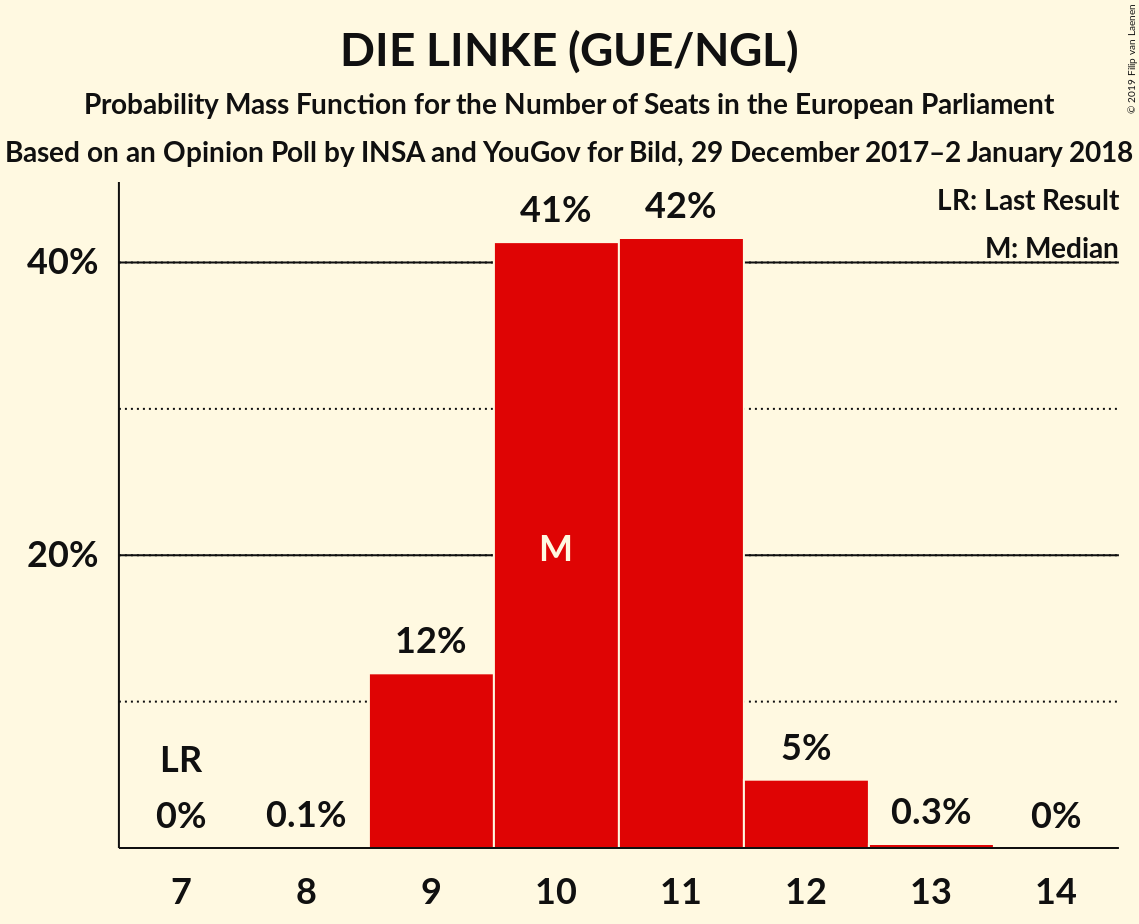 DIE LINKE (GUE/NGL)
Probability Mass Function for the Number of Seats in the European Parliament
Based on an Opinion Poll by INSA and YouGov for Bild, 29 December 2017–2 January 2018
© 2019 Filip van Laenen
LR: Last Result
M: Median
41%
42%
40%
M
20%
12%
LR
5%
0%
0.1%
0.3%
0%
7 8 9 10 11 12 13 14